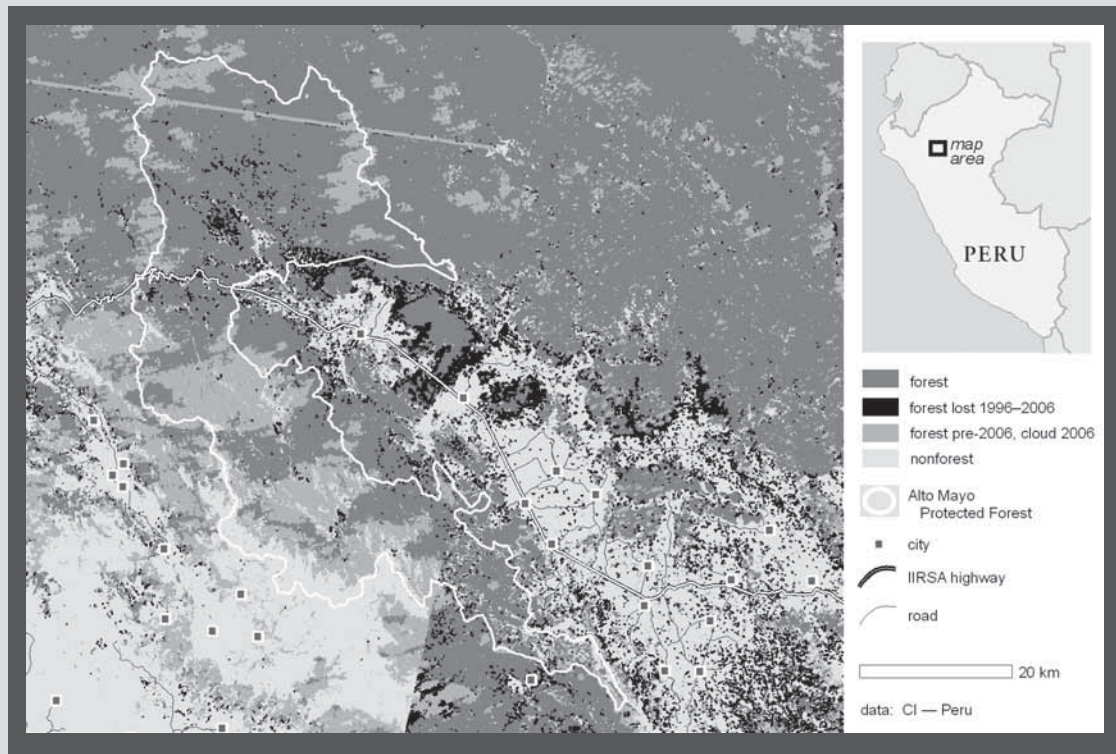 map
area
PERU
forest
forest lost 1996–2006
forest pre-2006, cloud 2006
nonforest
Alto Mayo
Protected Forest
city
IIRSA highway
road
20 km
data: CI — Peru